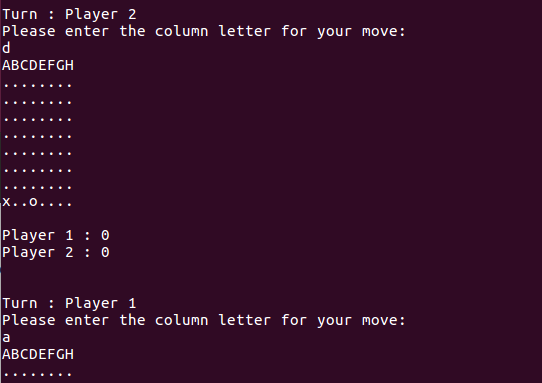 Turn : Player 2
Please enter the column letter for your move:
d
ABCDEFGH
........
........
........
........
........
........
........
x..o....
Player 1 : 0
Player 2 : 0
Turn : Player 1
Please enter the column letter for your move:
a
ABCDEFGH
........